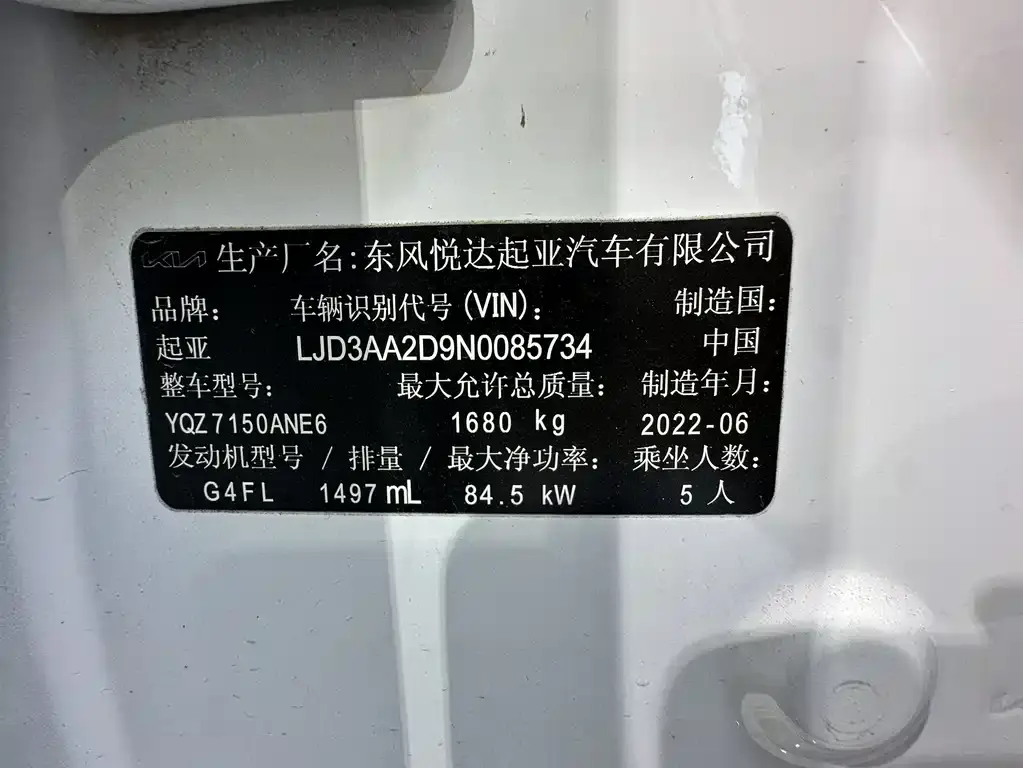 KIA 生产厂名:东风悦达起亚汽车有限公司
品牌: 车辆识别代号(VIN): 制造国:
起亚 LJD3AA2D9N0085734 中国
整车型号: 最大允许总质量: 制造年月:
YQZ7150ANE6 1680 kg 2022-06
发动机型号 / 排量 / 最大净功率: 乘坐人数:
G4FL 1497 mL 84.5 kW 5 人